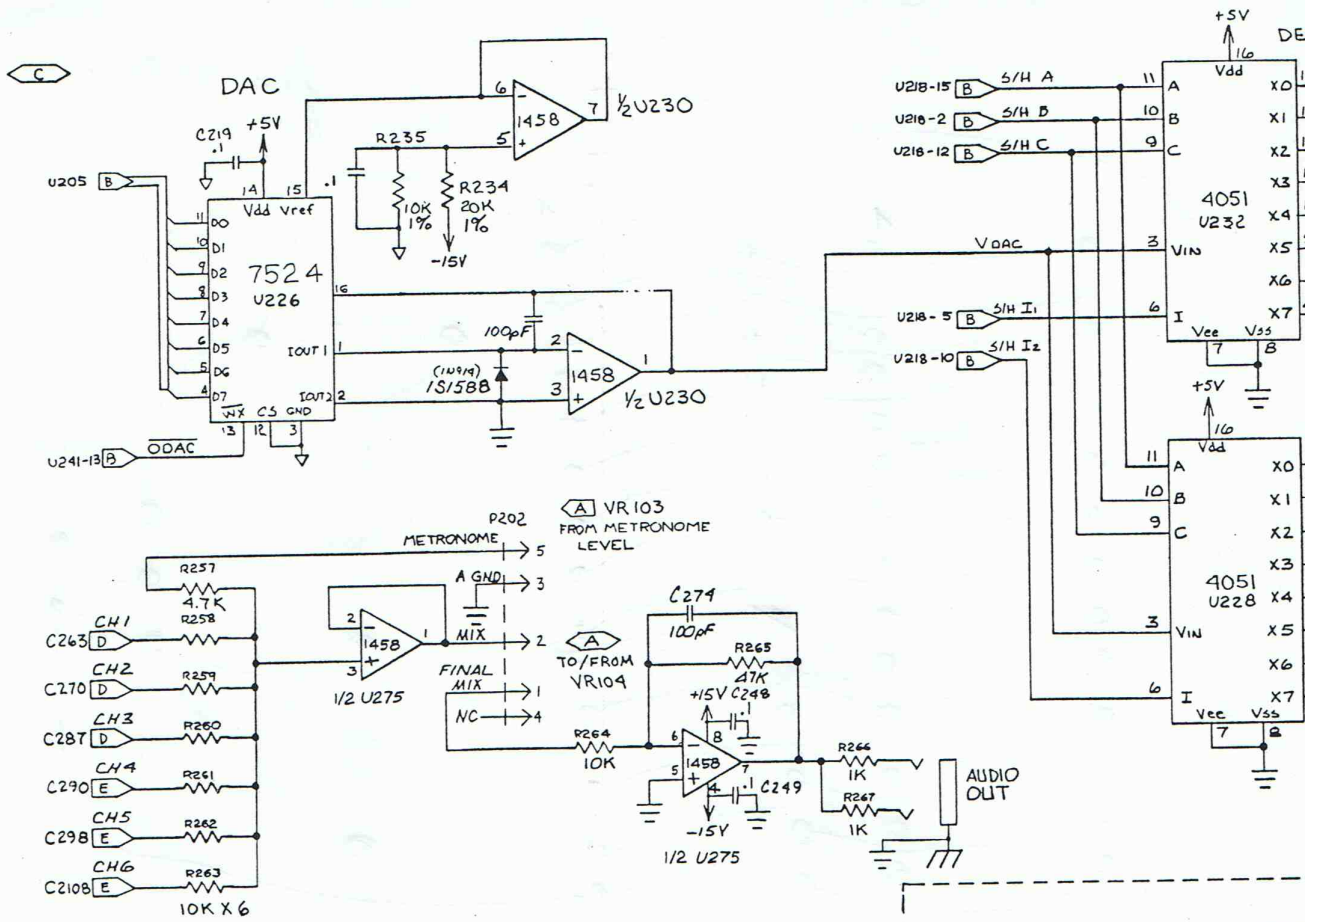 C
DAC
C219
.1
+5V
U205
B
14
15
Vdd
Vref
11 D0
10 D1
9 D2
8 D3
7 D4
6 D5
5 D6
4 D7
7524
U226
16
IOUT 1
1
IOUT2
2
WX
CS
GND
13
12
3
U241-13
B
ODAC
6
-
1458
7
5
+
½U230
R235
.1
10K
1%
R234
20K
1%
-15V
100pF
(1N914)
1S1588
2
-
1458
1
3
+
½U230
VDAC
U218-15
B
S/H A
U218-2
B
S/H B
U218-12
B
S/H C
U218-5
B
S/H I1
U218-10
B
S/H I2
+5V
16
DE
Vdd
11
A
X0
10
B
X1
9
C
X2
X3
4051
X4
U232
3
VIN
X5
X6
6
I
X7
Vee
Vss
7
8
+5V
16
Vdd
11
A
X0
10
B
X1
9
C
X2
X3
4051
X4
U228
3
VIN
X5
X6
6
I
X7
Vee
Vss
7
8
P202
A VR103
FROM METRONOME
LEVEL
METRONOME
5
A GND
3
MIX
2
A
TO/FROM
VR104
FINAL
MIX
1
NC
4
R257
4.7K
R258
C263
D
CH1
C270
D
CH2
R259
C287
D
CH3
R260
C290
E
CH4
R261
C298
E
CH5
R262
C2108
E
CH6
R263
10K X 6
2
-
1458
1
+
3
1/2 U275
C274
100pF
R265
47K
R264
10K
+15V
C248
.1
8
6
-
1458
7
5
+
4
.1
C249
-15V
1/2 U275
R266
1K
R267
1K
AUDIO
OUT